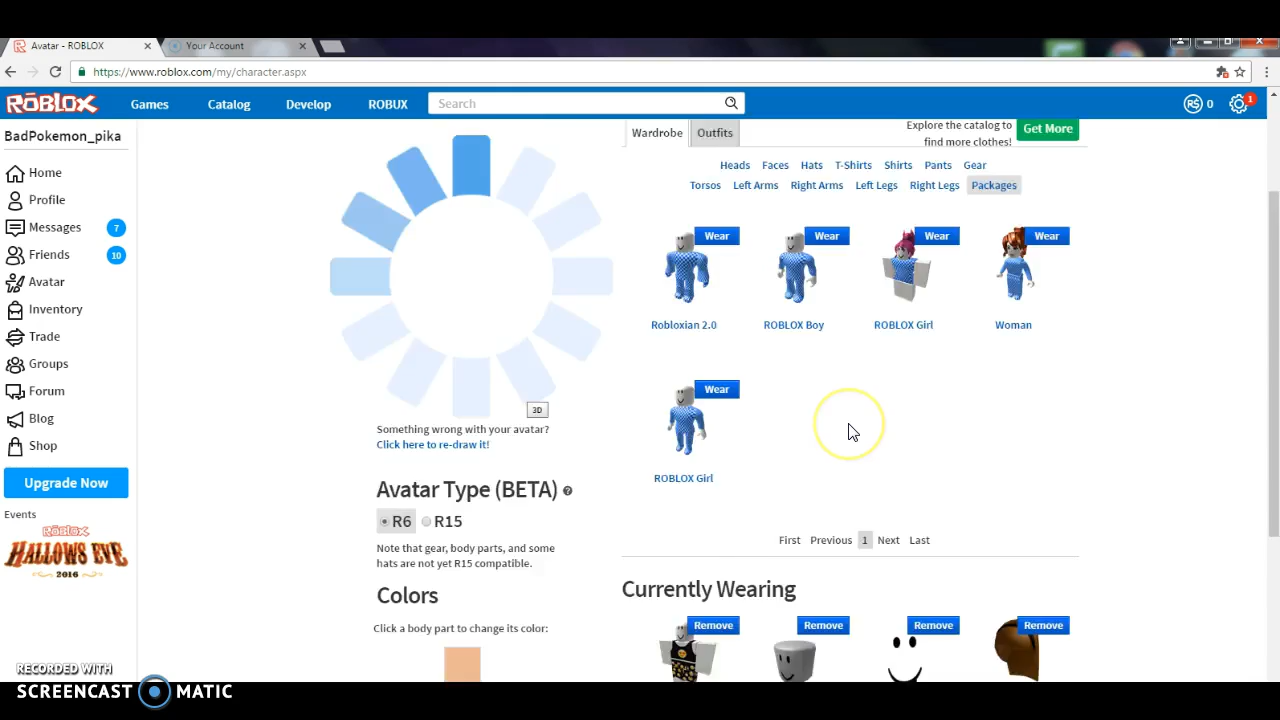 Avatar - ROBLOX
Your Account
https://www.roblox.com/my/character.aspx
ROBLOX
Games
Catalog
Develop
ROBUX
Search
R$ 0
1
BadPokemon_pika
Home
Profile
Messages 7
Friends 10
Avatar
Inventory
Trade
Groups
Forum
Blog
Shop
Upgrade Now
Events
ROBLOX
HALLOWS EVE
2016
3D
Something wrong with your avatar?
Click here to re-draw it!
Avatar Type (BETA) ?
R6 R15
Note that gear, body parts, and some
hats are not yet R15 compatible.
Colors
Click a body part to change its color:
Wardrobe Outfits
Explore the catalog to
find more clothes!
Get More
Heads Faces Hats T-Shirts Shirts Pants Gear
Torsos Left Arms Right Arms Left Legs Right Legs Packages
Wear Wear Wear Wear
Robloxian 2.0 ROBLOX Boy ROBLOX Girl Woman
Wear
ROBLOX Girl
First Previous 1 Next Last
Currently Wearing
Remove Remove Remove Remove
RECORDED WITH
SCREENCAST MATIC